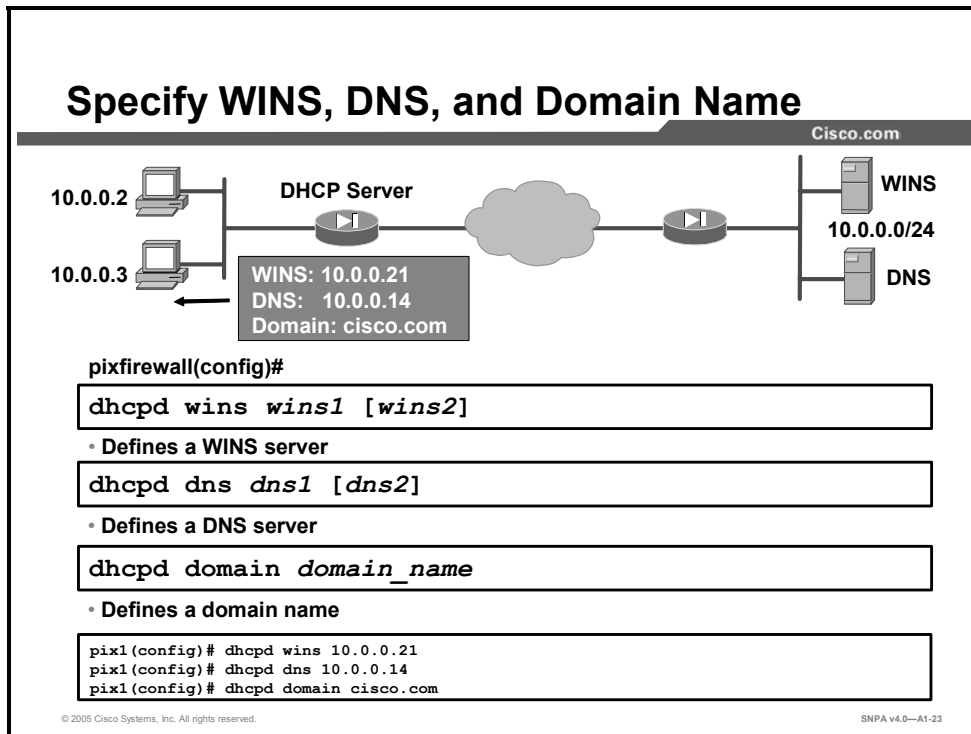 Specify WINS, DNS, and Domain Name
Cisco.com
10.0.0.2
DHCP Server
WINS
10.0.0.0/24
10.0.0.3
DNS
WINS: 10.0.0.21
DNS: 10.0.0.14
Domain: cisco.com
pixfirewall(config)#
dhcpd wins wins1 [wins2]
• Defines a WINS server
dhcpd dns dns1 [dns2]
• Defines a DNS server
dhcpd domain domain_name
• Defines a domain name
pix1(config)# dhcpd wins 10.0.0.21
pix1(config)# dhcpd dns 10.0.0.14
pix1(config)# dhcpd domain cisco.com
© 2005 Cisco Systems, Inc. All rights reserved.
SNPA v4.0—A1-23